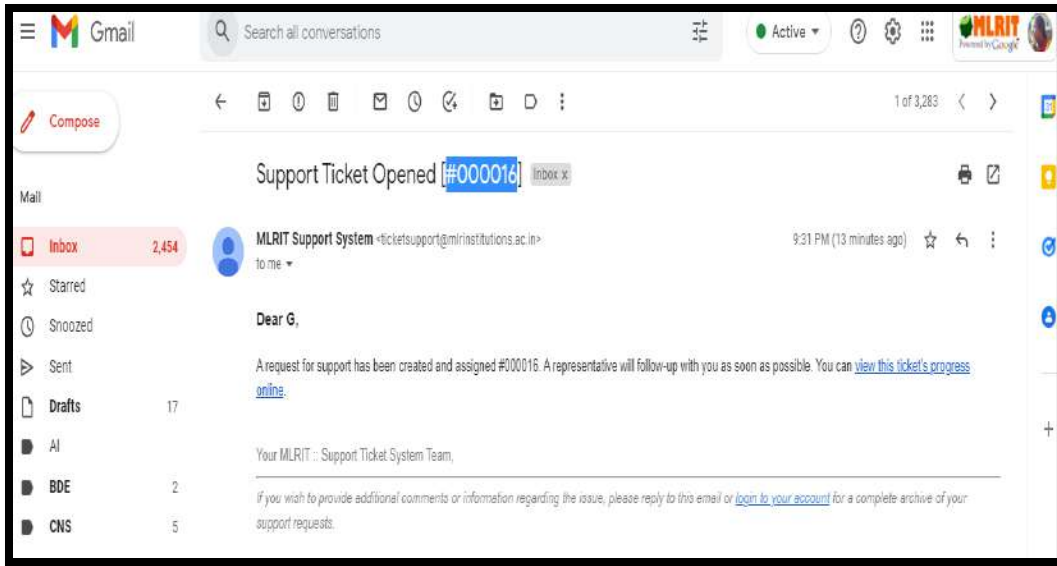 Gmail
Search all conversations
Active
MLRIT
Powered by Google
Compose
1 of 3,283
Support Ticket Opened [#000016] Inbox x
Mail
Inbox 2,454
MLRIT Support System <ticketsupport@mlrinstitutions.ac.in> 9:31 PM (13 minutes ago)
to me
Starred
Dear G,
Snoozed
Sent
A request for support has been created and assigned #000016. A representative will follow-up with you as soon as possible. You can view this ticket's progress
online.
Drafts 17
AI
Your MLRIT :: Support Ticket System Team,
BDE 2
If you wish to provide additional comments or information regarding the issue, please reply to this email or login to your account for a complete archive of your
support requests.
CNS 5